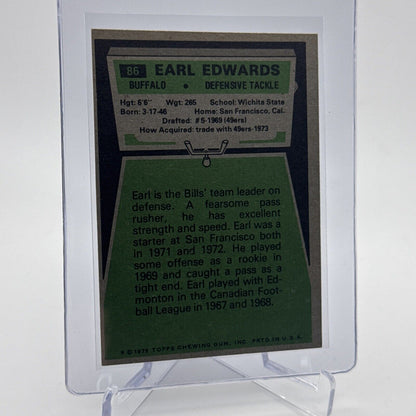 86 EARL EDWARDS
BUFFALO • DEFENSIVE TACKLE
Hgt: 6'6" Wgt: 265 School: Wichita State
Born: 3-17-46 Home: San Francisco, Cal.
Drafted: #5-1969 (49ers)
How Acquired: trade with 49ers-1973
Earl is the Bills' team leader on
defense. A fearsome pass
rusher, he has excellent
strength and speed. Earl was a
starter at San Francisco both
in 1971 and 1972. He played
some offense as a rookie in
1969 and caught a pass as a
tight end. Earl played with Ed-
monton in the Canadian Foot-
ball League in 1967 and 1968.
© 1975 TOPPS CHEWING GUM, INC. PRTD. IN U.S.A.